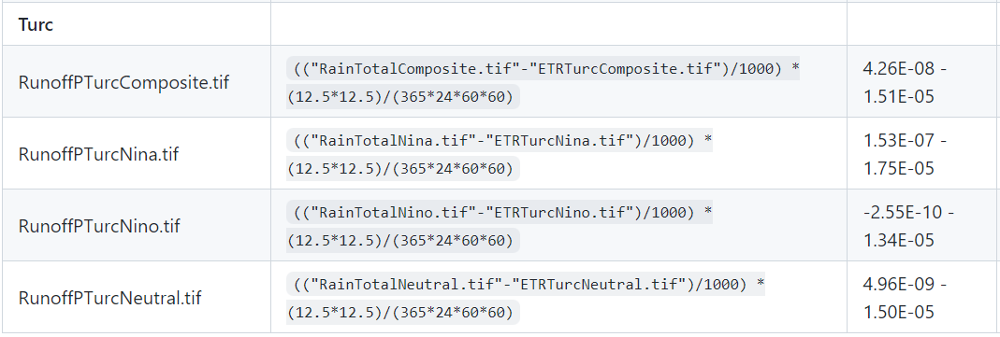 Turc
RunoffPTurcComposite.tif
(("RainTotalComposite.tif"-"ETRTurcComposite.tif")/1000) *
(12.5*12.5)/(365*24*60*60)
4.26E-08 -
1.51E-05
RunoffPTurcNina.tif
(("RainTotalNina.tif"-"ETRTurcNina.tif")/1000) *
(12.5*12.5)/(365*24*60*60)
1.53E-07 -
1.75E-05
RunoffPTurcNino.tif
(("RainTotalNino.tif"-"ETRTurcNino.tif")/1000) *
(12.5*12.5)/(365*24*60*60)
-2.55E-10 -
1.34E-05
RunoffPTurcNeutral.tif
(("RainTotalNeutral.tif"-"ETRTurcNeutral.tif")/1000) *
(12.5*12.5)/(365*24*60*60)
4.96E-09 -
1.50E-05